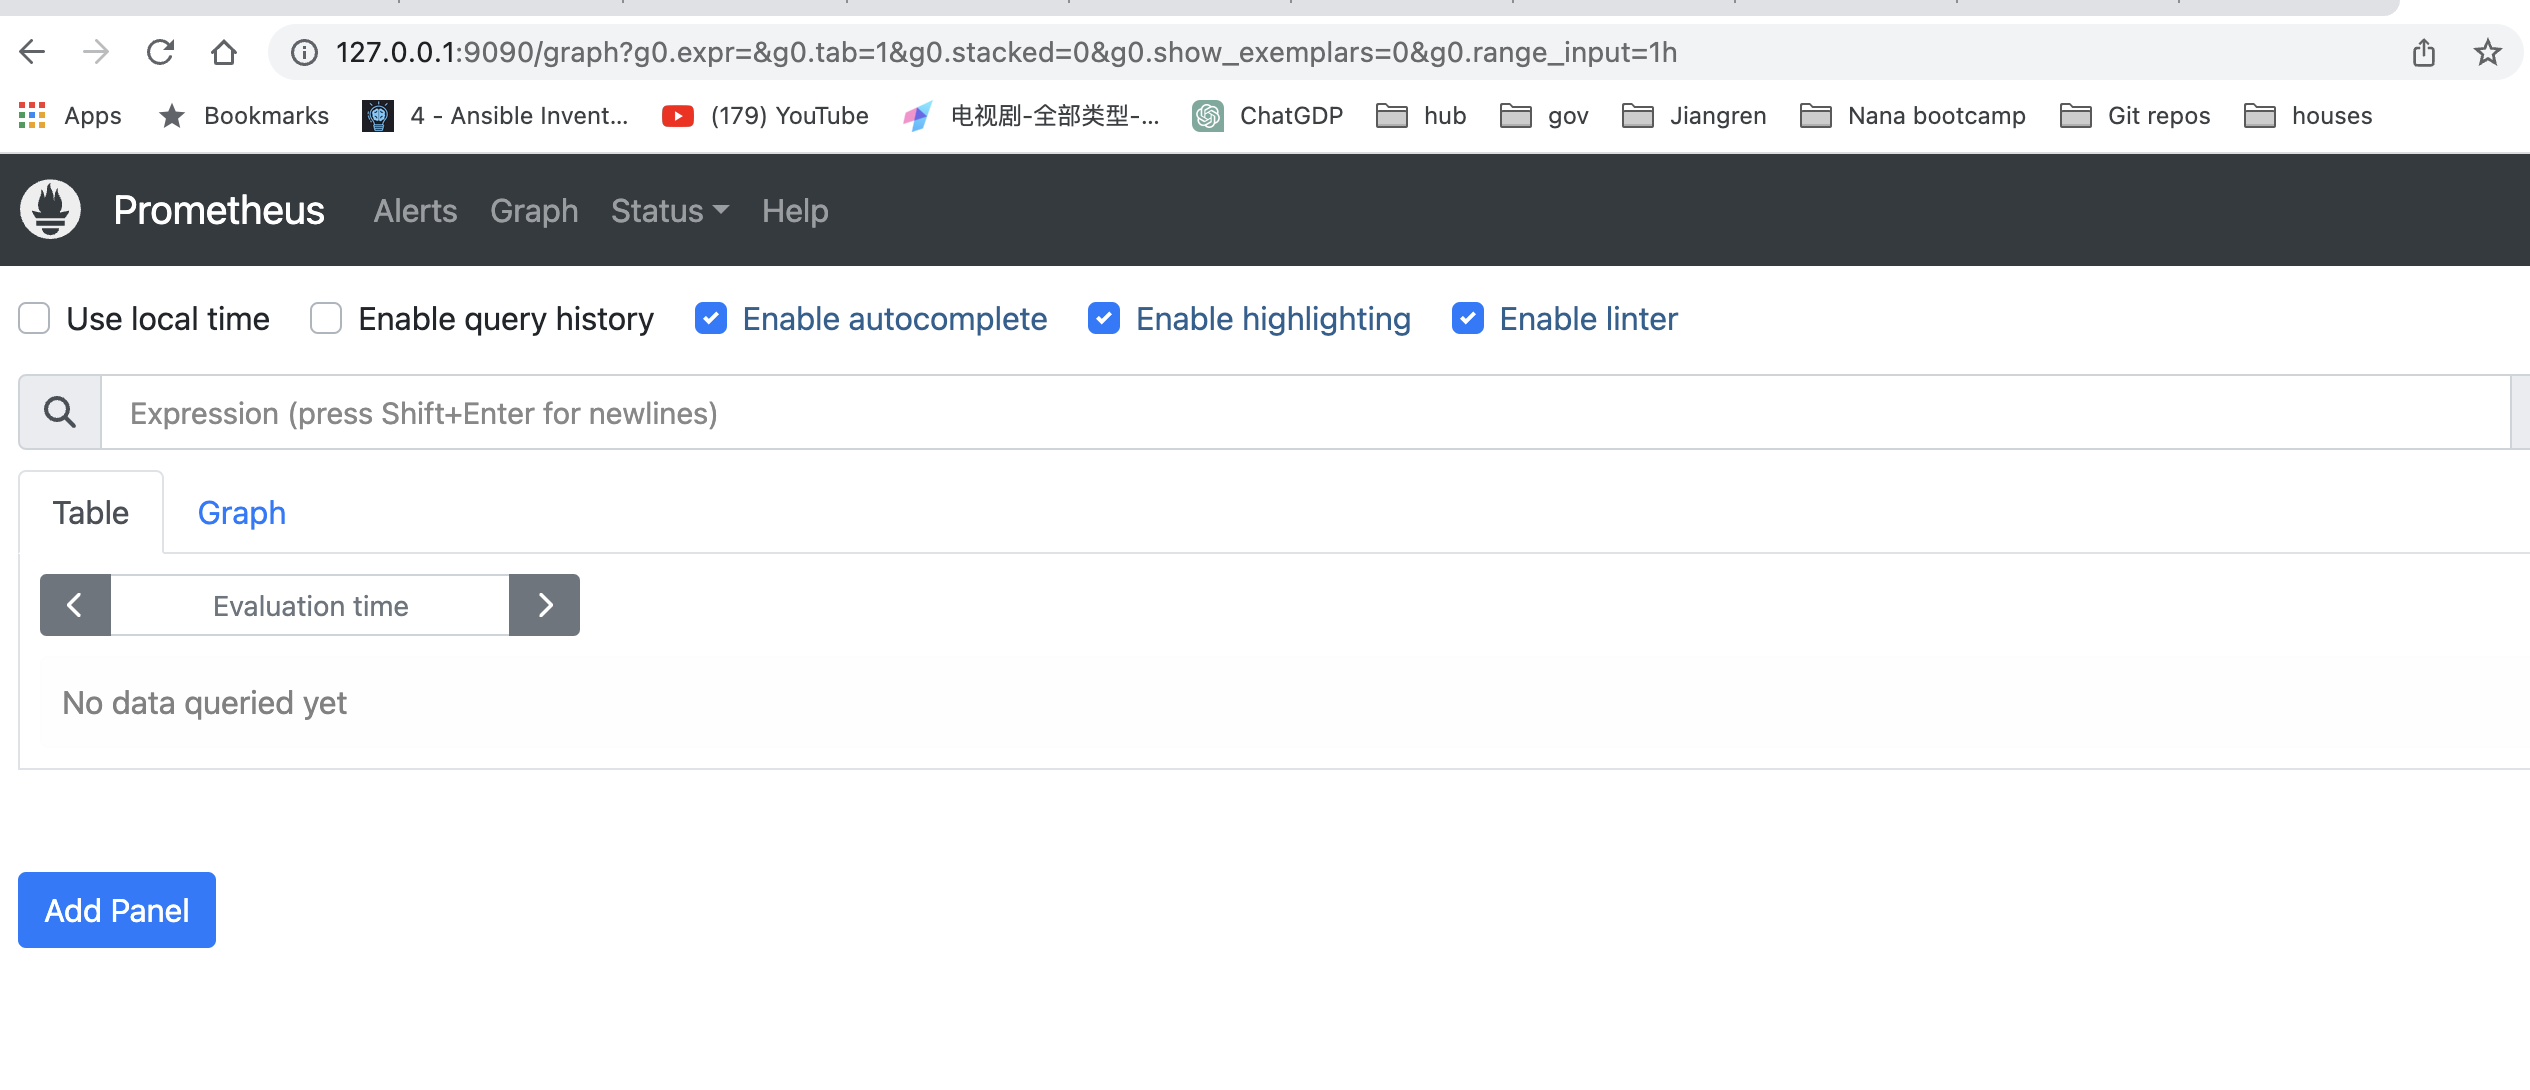 127.0.0.1:9090/graph?g0.expr=&g0.tab=1&g0.stacked=0&g0.show_exemplars=0&g0.range_input=1h
Apps Bookmarks 4 - Ansible Invent... (179) YouTube 电视剧-全部类型-... ChatGDP hub gov Jiangren Nana bootcamp Git repos houses
Prometheus Alerts Graph Status Help
Use local time Enable query history Enable autocomplete Enable highlighting Enable linter
Expression (press Shift+Enter for newlines)
Table Graph
Evaluation time
No data queried yet
Add Panel